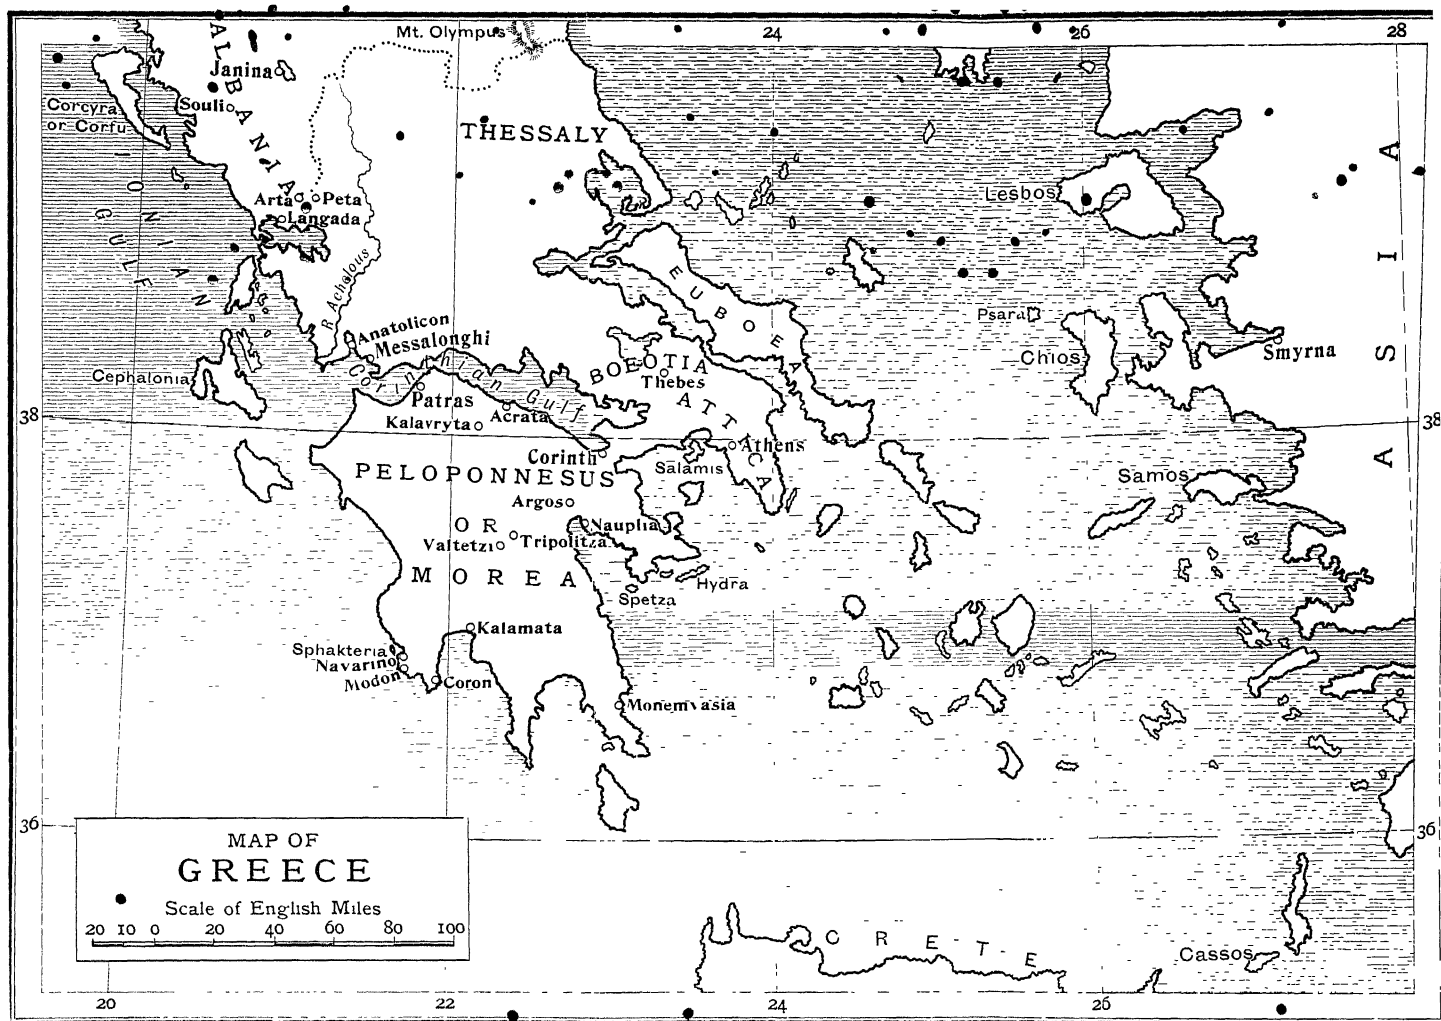 24
26
28
Mt. Olympus
ALBANIA
Janina
Souli
Corcyra
or Corfu
THESSALY
ASIA
IONIAN
GULF
Arta
Peta
Langada
Lesbos
R Achelous
EUBOEA
Psara
Anatolicon
Messalonghi
Corinthian Gulf
Chios
Smyrna
Cephalonia
BOEOTIA
Thebes
ATTICA
Patras
Acrata
Kalavryta
38
38
Athens
Corinth
Salamis
PELOPONNESUS
Samos
Argos
OR
Nauplia
Valtetzi
Tripolitza
MOREA
Hydra
Spetza
Kalamata
Sphakteria
Navarino
Modon
Coron
Monemvasia
36
36
MAP OF
GREECE
Scale of English Miles
20 10 0 20 40 60 80 100
CRETE
Cassos
20
22
24
26